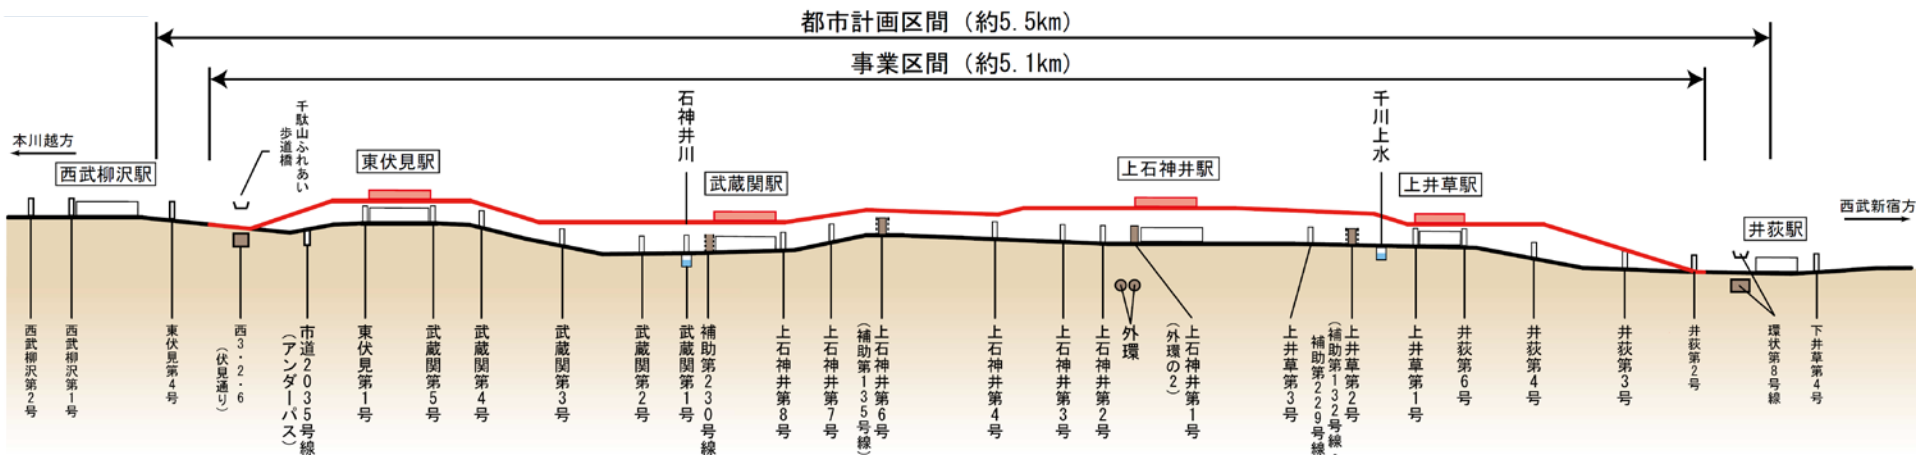 都市計画区間（約5.5km）
事業区間（約5.1km）
本川越方
西武柳沢駅
千駄山ふれあい
歩道橋
東伏見駅
石神井川
武蔵関駅
上石神井駅
千川上水
上井草駅
井荻駅
西武新宿方
西武柳沢第2号
西武柳沢第1号
東伏見第4号
西3・2・6
（伏見通り）
市道2035号線
（アンダーパス）
東伏見第1号
武蔵関第5号
武蔵関第4号
武蔵関第3号
武蔵関第2号
武蔵関第1号
補助第230号線
上石神井第8号
上石神井第7号
上石神井第6号
（補助第135号線）
上石神井第4号
上石神井第3号
上石神井第2号
外環
上石神井第1号
（外環の2）
上井草第3号
上井草第2号
（補助第132号線・
補助第229号線
上井草第1号
井荻第6号
井荻第4号
井荻第3号
井荻第2号
環状第8号線
下井草第4号